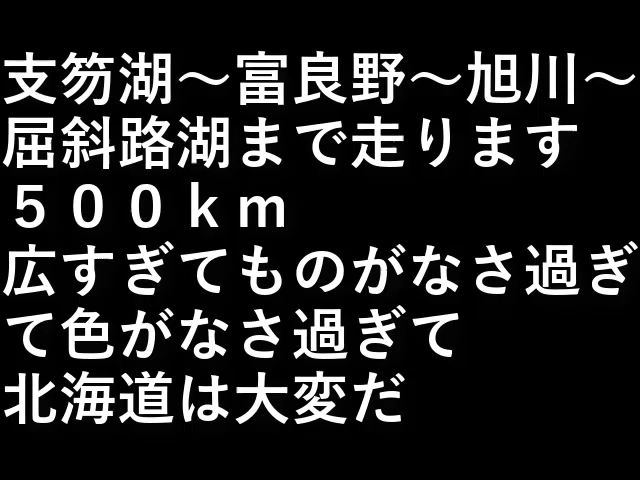 支笏湖～富良野～旭川～
屈斜路湖まで走ります
５００ｋｍ
広すぎてものがなさ過ぎ
て色がなさ過ぎて
北海道は大変だ